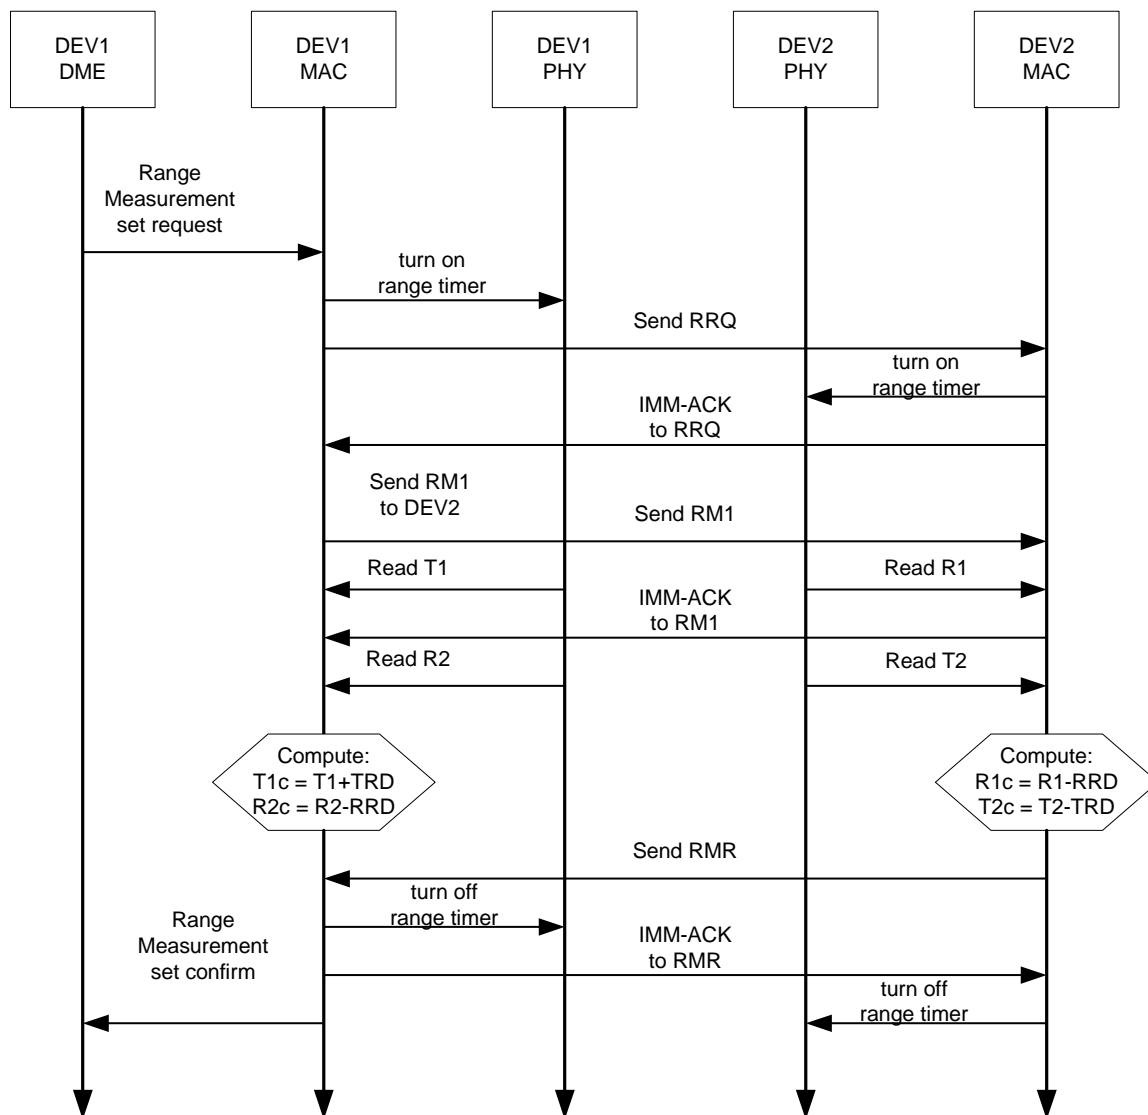 DEV1
DME
DEV1
MAC
DEV1
PHY
DEV2
PHY
DEV2
MAC
Range
Measurement
set request
turn on
range timer
Send RRQ
turn on
range timer
IMM-ACK
to RRQ
Send RM1
to DEV2
Send RM1
Read T1
Read R1
IMM-ACK
to RM1
Read R2
Read T2
Compute:
T1c = T1+TRD
R2c = R2-RRD
Compute:
R1c = R1-RRD
T2c = T2-TRD
Send RMR
turn off
range timer
Range
Measurement
set confirm
IMM-ACK
to RMR
turn off
range timer